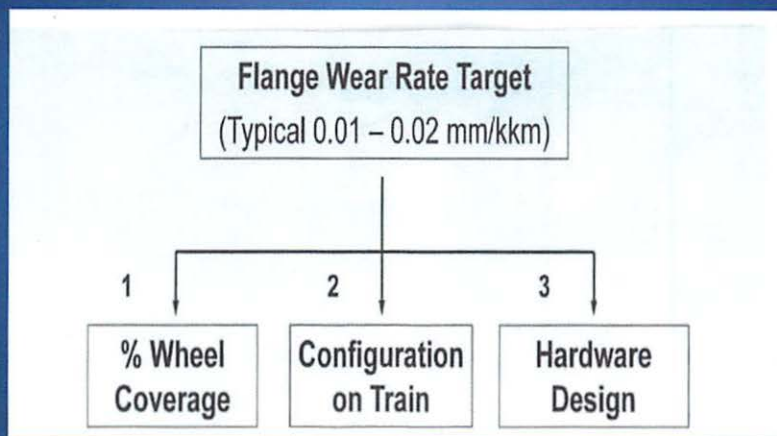 Flange Wear Rate Target
(Typical 0.01 – 0.02 mm/kkm)
1
2
3
% Wheel
Coverage
Configuration
on Train
Hardware
Design